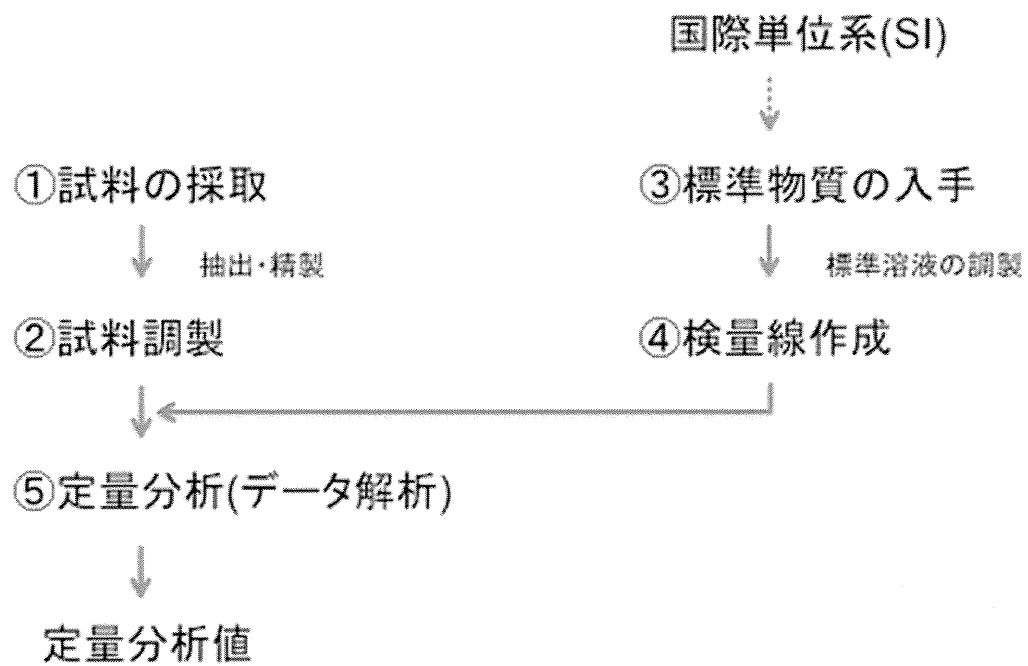 国際単位系(SI)
①試料の採取
③標準物質の入手
抽出・精製
標準溶液の調製
②試料調製
④検量線作成
⑤定量分析(データ解析)
定量分析値